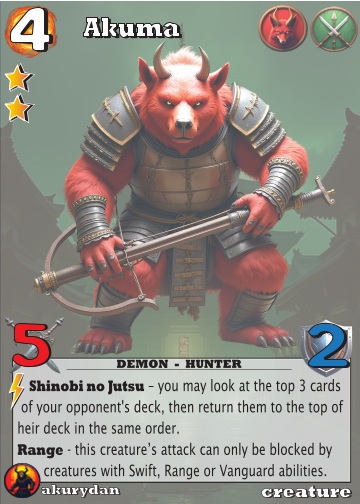 4 Akuma
5 2
DEMON - HUNTER
Shinobi no Jutsu - you may look at the top 3 cards
of your opponent's deck, then return them to the top of
heir deck in the same order.
Range - this creature's attack can only be blocked by
creatures with Swift, Range or Vanguard abilities.
akurydan creature